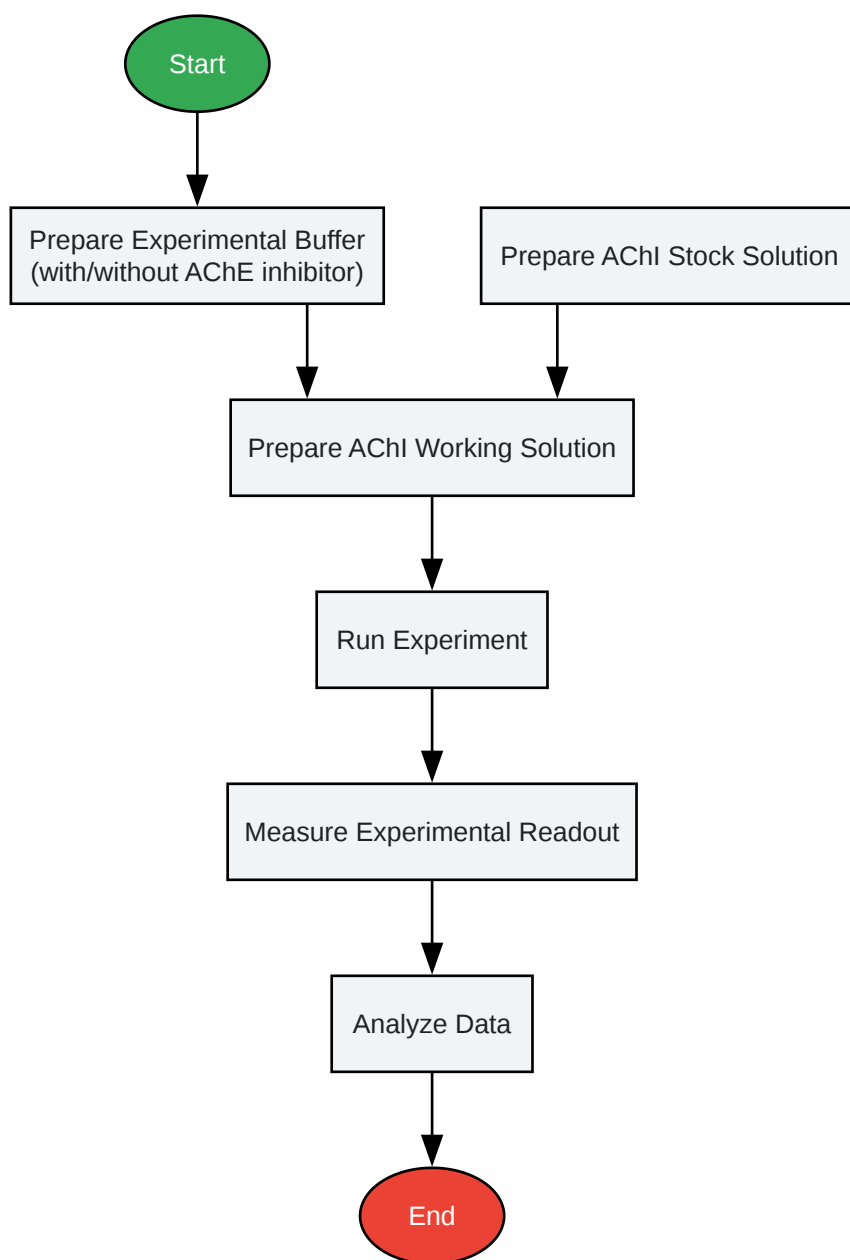 Start
Prepare Experimental Buffer
(with/without AChE inhibitor)
Prepare AChI Stock Solution
Prepare AChI Working Solution
Run Experiment
Measure Experimental Readout
Analyze Data
End